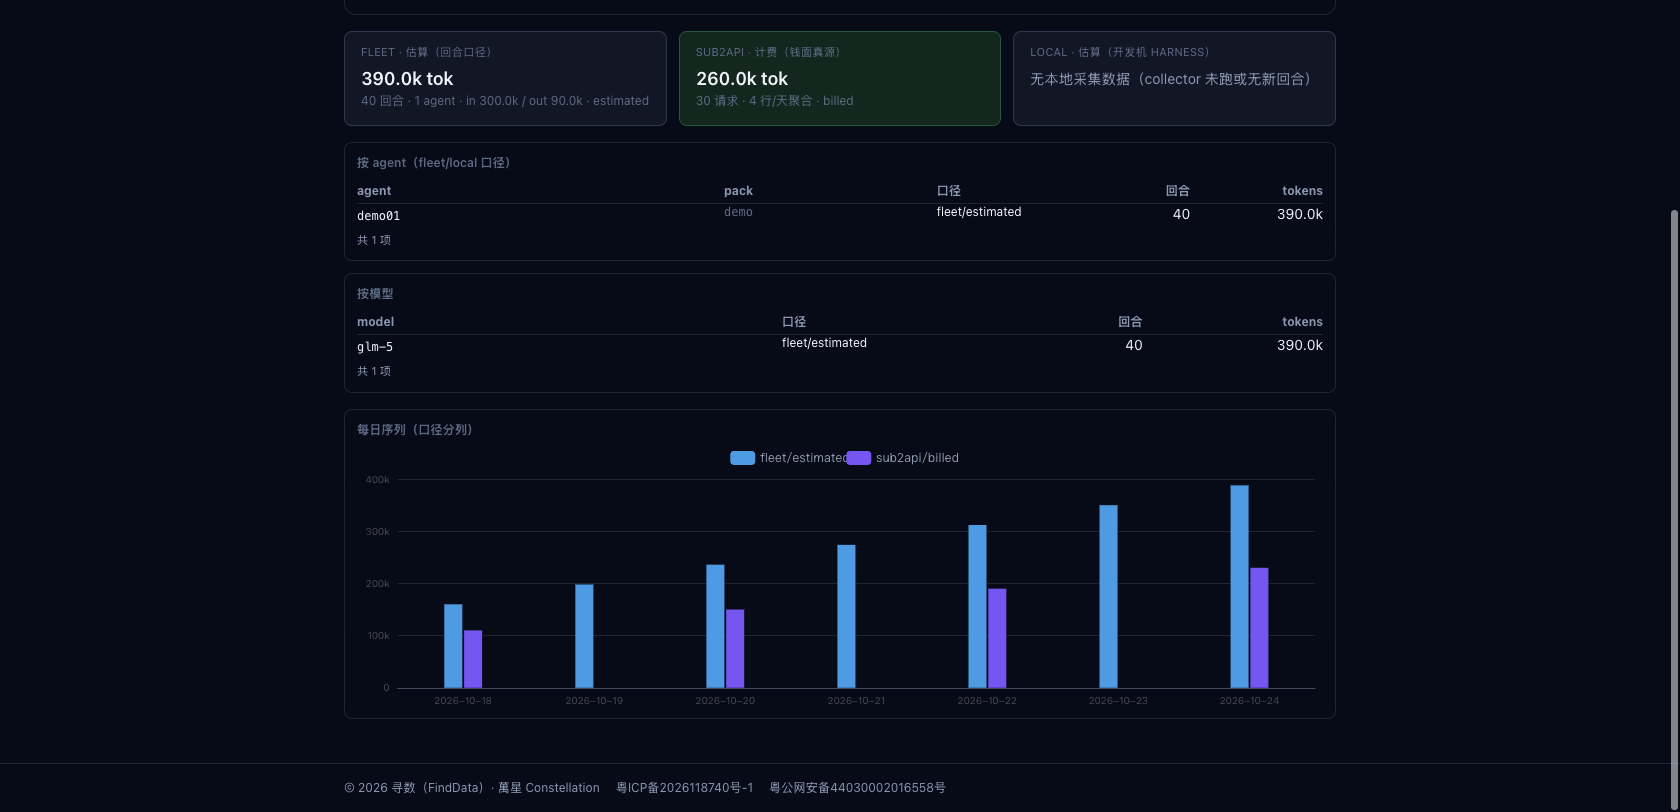 FLEET · 估算（回合口径）
390.0k tok
40 回合 · 1 agent · in 300.0k / out 90.0k · estimated
SUB2API · 计费（钱面真源）
260.0k tok
30 请求 · 4 行/天聚合 · billed
LOCAL · 估算（开发机 HARNESS）
无本地采集数据（collector 未跑或无新回合）
按 agent（fleet/local 口径）
agent pack 口径 回合 tokens
demo01 demo fleet/estimated 40 390.0k
共 1 项
按模型
model 口径 回合 tokens
glm-5 fleet/estimated 40 390.0k
共 1 项
每日序列（口径分列）
fleet/estimated sub2api/billed
400k
300k
200k
100k
0
2026-10-18 2026-10-19 2026-10-20 2026-10-21 2026-10-22 2026-10-23 2026-10-24
© 2026 寻数（FindData）· 萬星 Constellation 粤ICP备2026118740号-1 粤公网安备44030002016558号